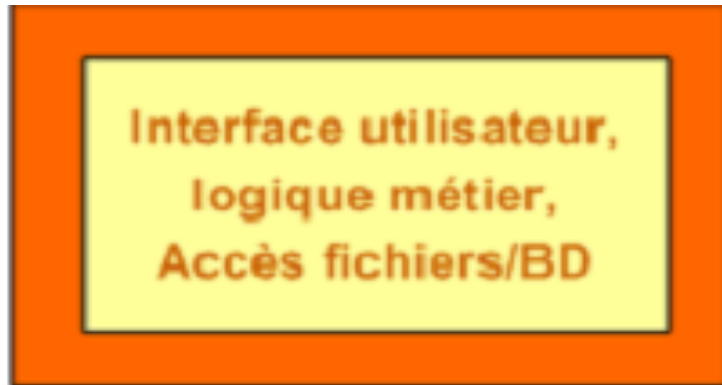 Interface utilisateur,
logique métier,
Accès fichiers/BD